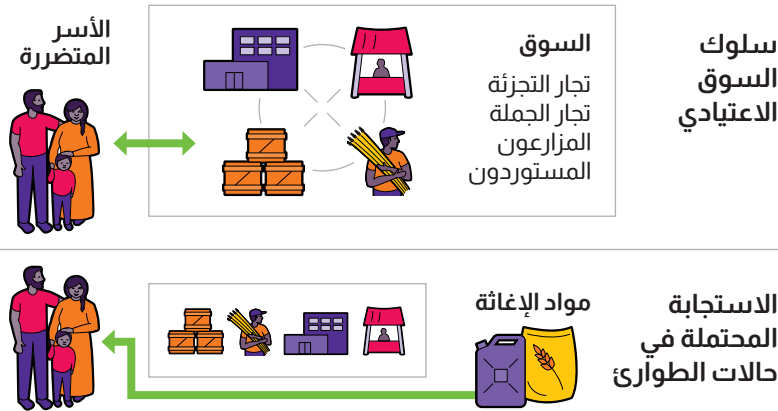 سلوك
السوق
الاعتيادي
السوق
تجار التجزئة
تجار الجملة
المزارعون
المستوردون
الأسر
المتضررة
الاستجابة
المحتملة في
حالات الطوارئ
مواد الإغاثة